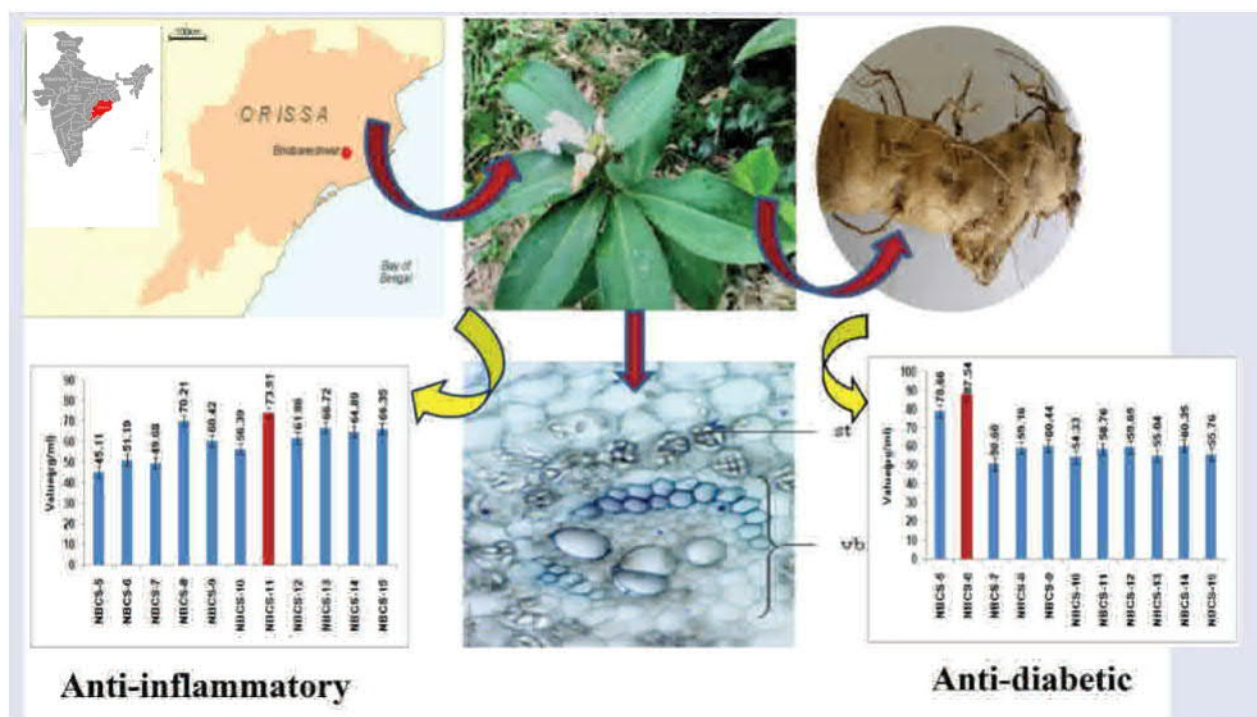 100km
ORISSA
Bhubaneshwar
Bay of
Bengal
Value(µg/ml)
90
80
70
60
50
40
30
20
10
0
45.11
51.19
49.68
70.21
60.42
56.39
73.51
61.88
66.72
64.89
66.35
NBCS-5
NBCS-6
NBCS-7
NBCS-8
NBCS-9
NBCS-10
NBCS-11
NBCS-12
NBCS-13
NBCS-14
NBCS-15
Anti-inflammatory
st
vb
Value(µg/ml)
100
90
80
70
60
50
40
30
20
10
0
87.54
50.60
59.16
60.44
54.33
58.76
59.65
55.04
60.35
55.76
NBCS-5
NBCS-6
NBCS-7
NBCS-8
NBCS-9
NBCS-10
NBCS-11
NBCS-12
NBCS-13
NBCS-14
NBCS-15
Anti-diabetic